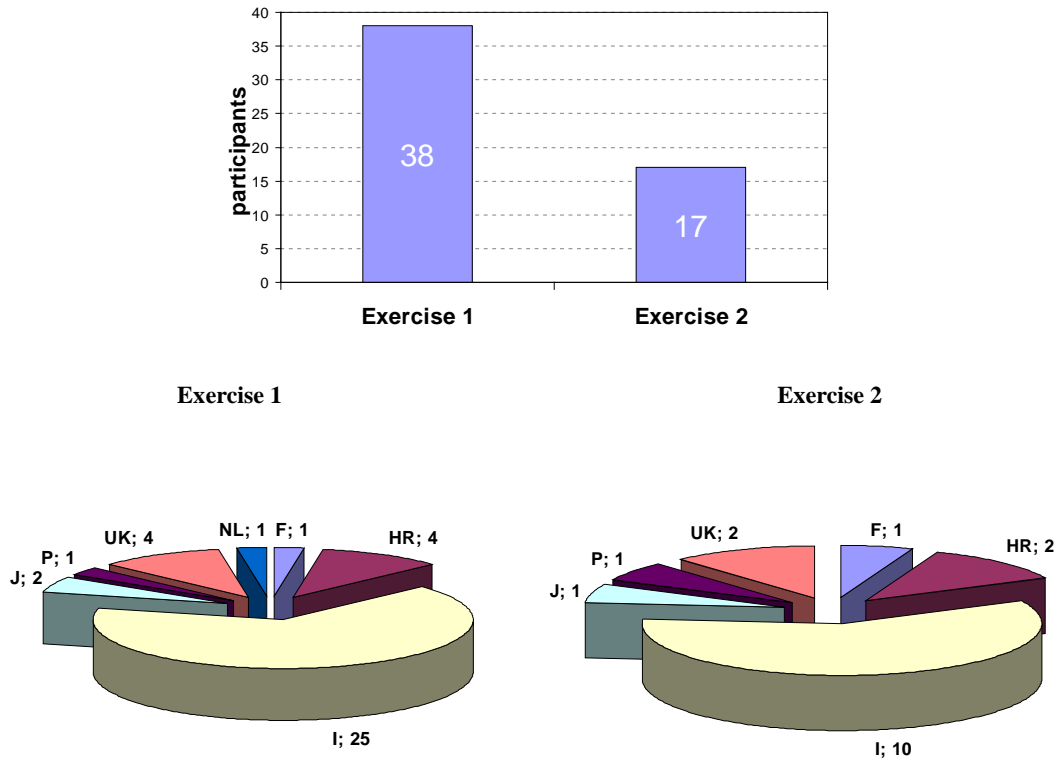 40
35
30
25
20
15
10
5
0
participants
38
17
Exercise 1
Exercise 2
Exercise 1
Exercise 2
NL; 1
F; 1
UK; 4
HR; 4
P; 1
J; 2
I; 25
F; 1
UK; 2
HR; 2
P; 1
J; 1
I; 10